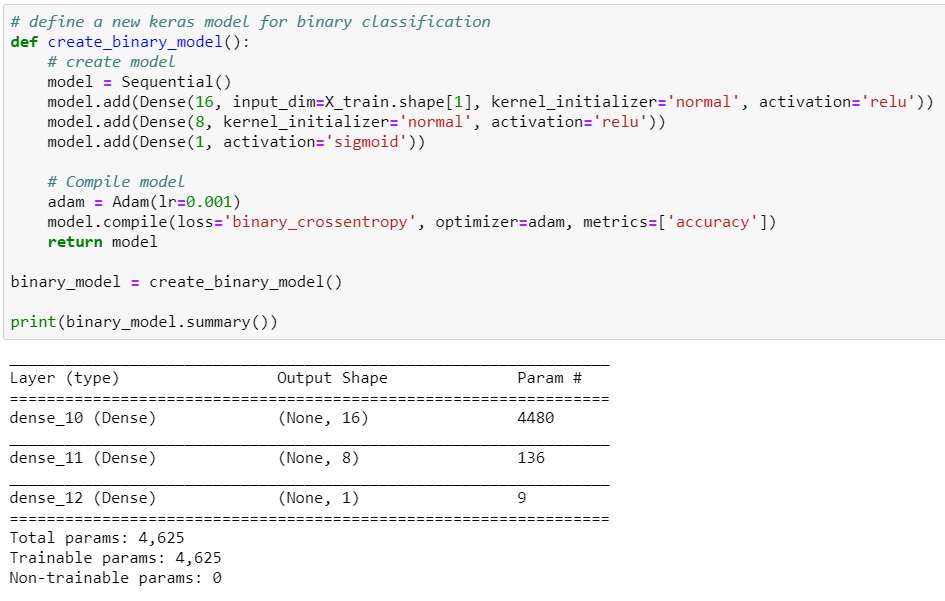 # define a new keras model for binary classification
def create_binary_model():
    # create model
    model = Sequential()
    model.add(Dense(16, input_dim=X_train.shape[1], kernel_initializer='normal', activation='relu'))
    model.add(Dense(8, kernel_initializer='normal', activation='relu'))
    model.add(Dense(1, activation='sigmoid'))

    # Compile model
    adam = Adam(lr=0.001)
    model.compile(loss='binary_crossentropy', optimizer=adam, metrics=['accuracy'])
    return model

binary_model = create_binary_model()

print(binary_model.summary())

_________________________________________________________________
Layer (type)                 Output Shape              Param #
=================================================================
dense_10 (Dense)             (None, 16)                4480
_________________________________________________________________
dense_11 (Dense)             (None, 8)                 136
_________________________________________________________________
dense_12 (Dense)             (None, 1)                 9
=================================================================
Total params: 4,625
Trainable params: 4,625
Non-trainable params: 0